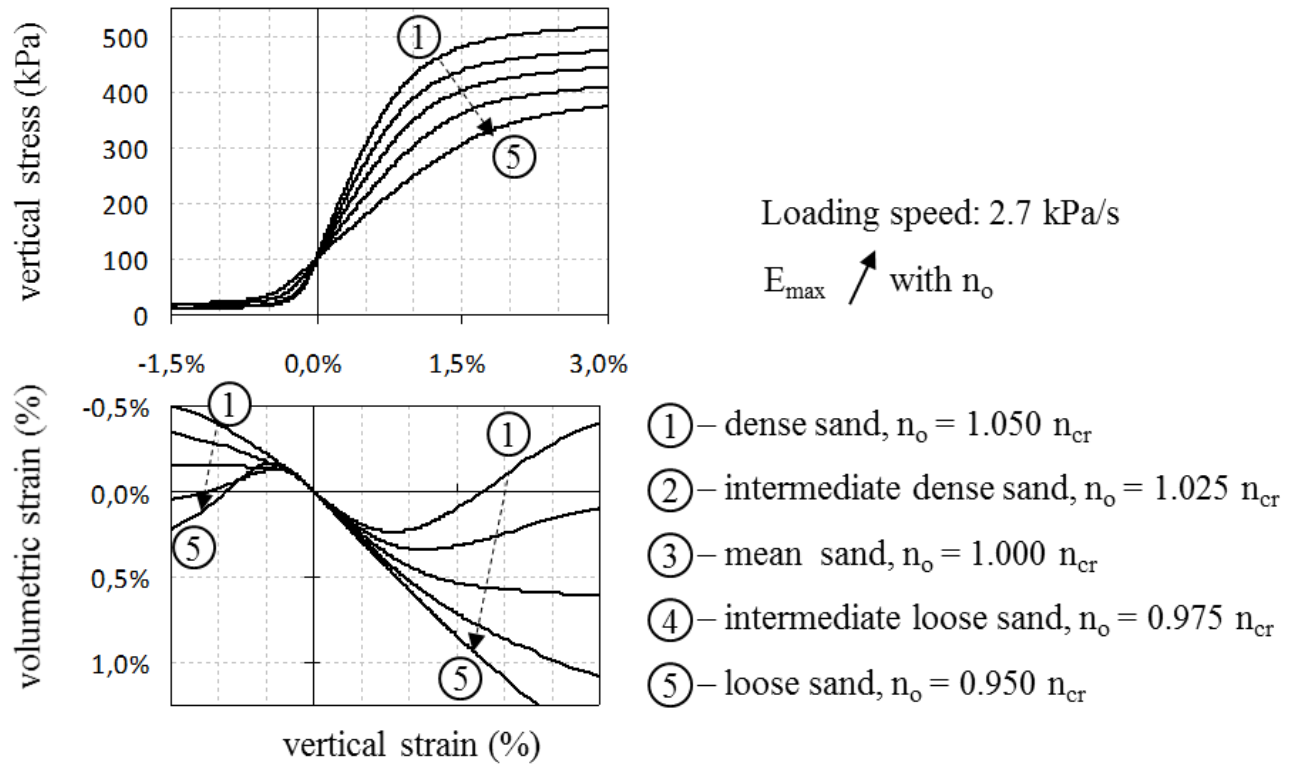 vertical stress (kPa)
500
400
300
200
100
0
-1,5% 0,0% 1,5% 3,0%
1
5
Loading speed: 2.7 kPa/s
Emax with no
volumetric strain (%)
-0,5%
0,0%
0,5%
1,0%
1
1
5
5
vertical strain (%)
1 – dense sand, no = 1.050 ncr
2 – intermediate dense sand, no = 1.025 ncr
3 – mean sand, no = 1.000 ncr
4 – intermediate loose sand, no = 0.975 ncr
5 – loose sand, no = 0.950 ncr